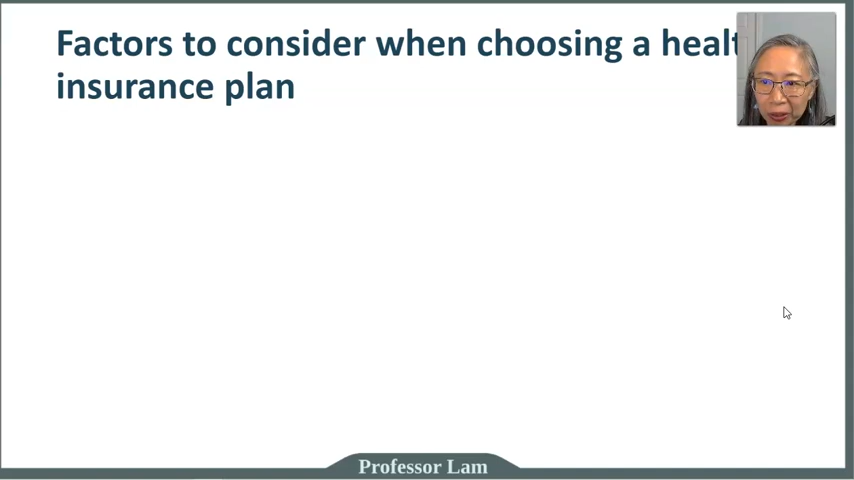 Factors to consider when choosing a healt
insurance plan
Professor Lam